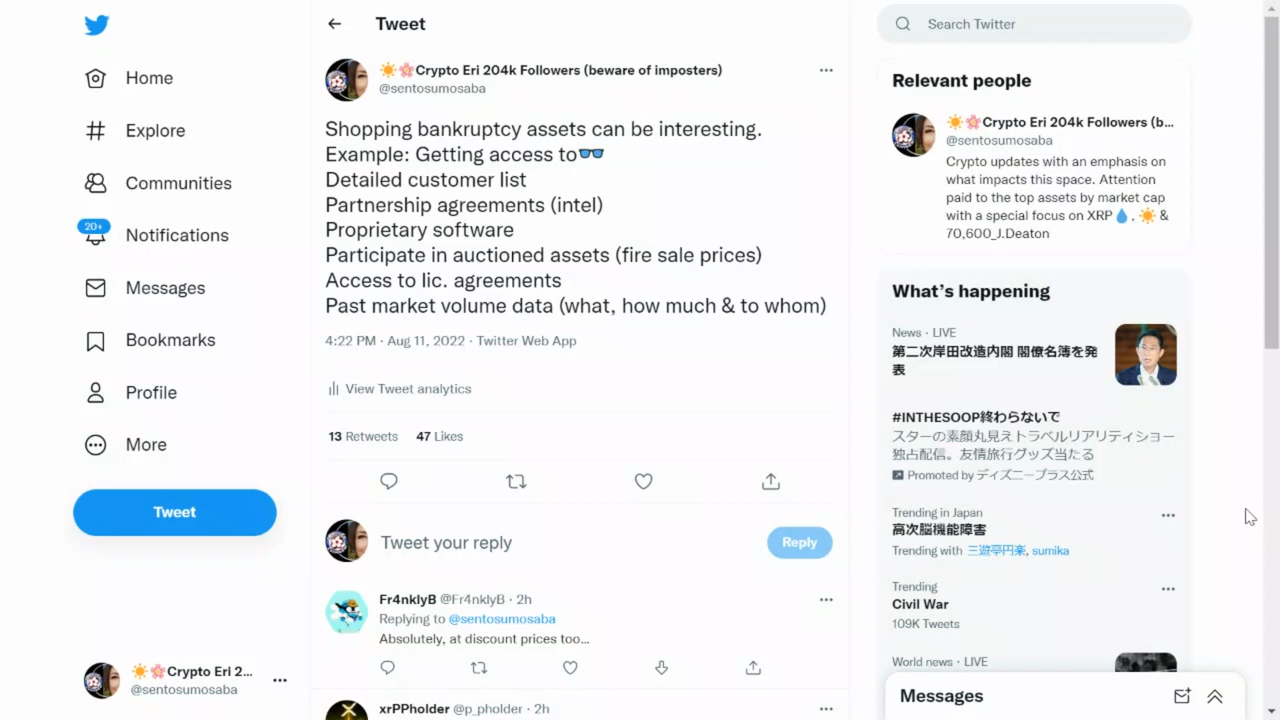 Home
Explore
Communities
20+
Notifications
Messages
Bookmarks
Profile
More
Tweet
☀️🌸Crypto Eri 2...
@sentosumosaba
Tweet
☀️🌸Crypto Eri 204k Followers (beware of imposters)
@sentosumosaba
Shopping bankruptcy assets can be interesting.
Example: Getting access to🕶️
Detailed customer list
Partnership agreements (intel)
Proprietary software
Participate in auctioned assets (fire sale prices)
Access to lic. agreements
Past market volume data (what, how much & to whom)
4:22 PM · Aug 11, 2022 · Twitter Web App
View Tweet analytics
13 Retweets 47 Likes
Tweet your reply
Reply
Fr4nklyB @Fr4nklyB · 2h
Replying to @sentosumosaba
Absolutely, at discount prices too...
xrPPholder @p_pholder · 2h
Search Twitter
Relevant people
☀️🌸Crypto Eri 204k Followers (b...
@sentosumosaba
Crypto updates with an emphasis on
what impacts this space. Attention
paid to the top assets by market cap
with a special focus on XRP💧, ☀️ &
70,600_J.Deaton
What's happening
News · LIVE
第二次岸田改造内閣 閣僚名簿を発
表
#INTHESOOP終わらないで
スターの素顔丸見えトラベルリアリティショー
独占配信。友情旅行グッズ当たる
Promoted by ディズニープラス公式
Trending in Japan
高次脳機能障害
Trending with 三遊亭円楽, sumika
Trending
Civil War
109K Tweets
World news · LIVE
Messages